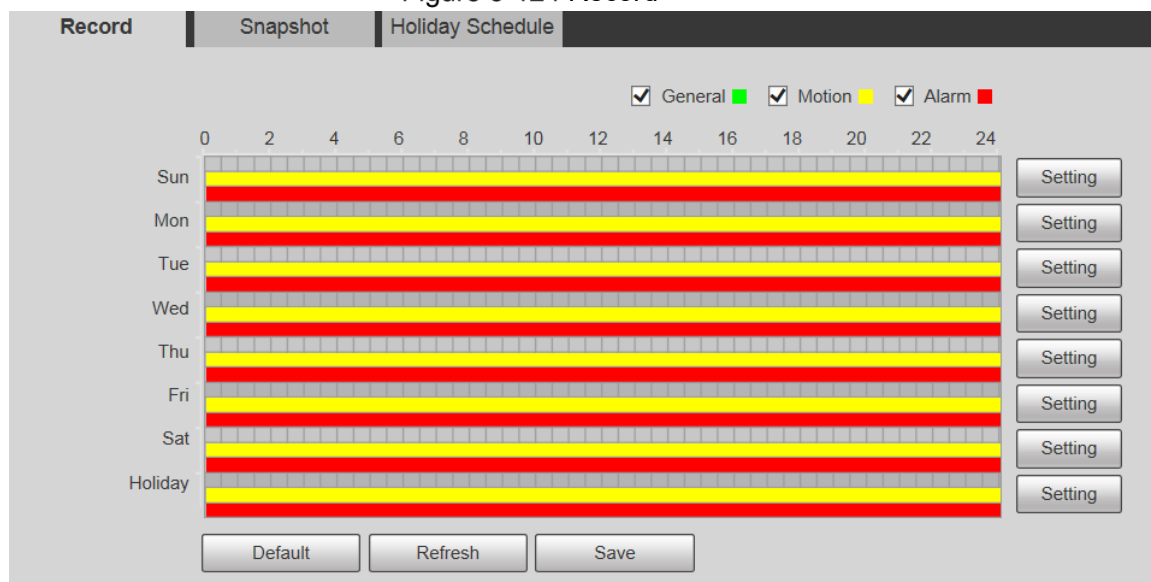 Record Snapshot Holiday Schedule
General Motion Alarm
0 2 4 6 8 10 12 14 16 18 20 22 24
Sun Setting
Mon Setting
Tue Setting
Wed Setting
Thu Setting
Fri Setting
Sat Setting
Holiday Setting
Default Refresh Save